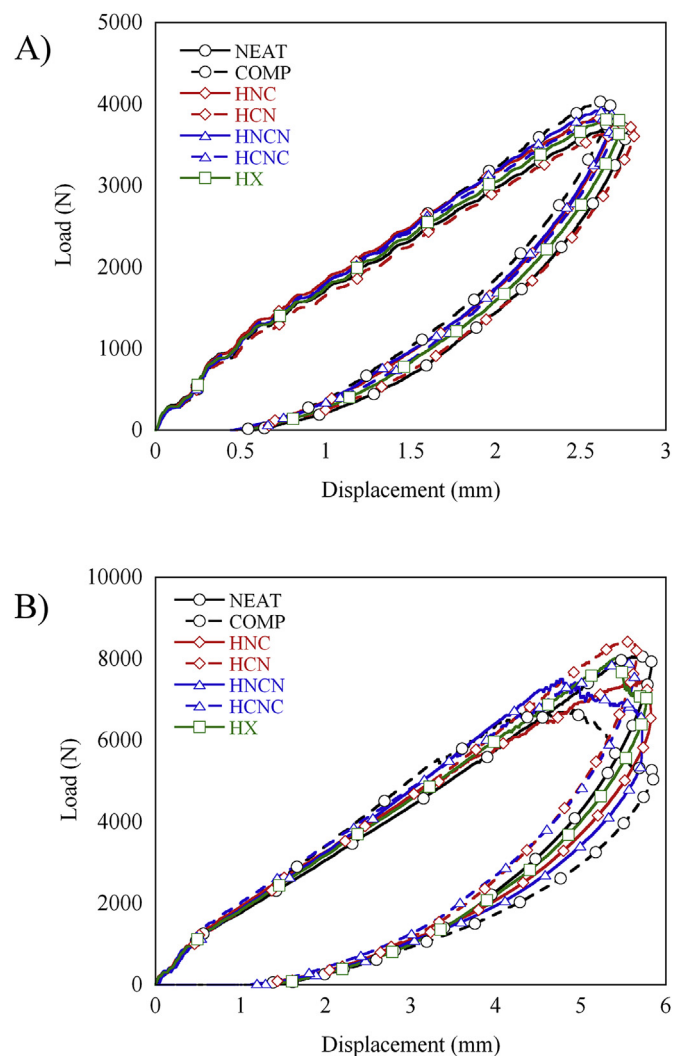 A)
5000
4000
3000
2000
1000
0
Load (N)
NEAT
COMP
HNC
HCN
HNCN
HCNC
HX
0 0.5 1 1.5 2 2.5 3
Displacement (mm)
B)
10000
8000
6000
4000
2000
0
Load (N)
NEAT
COMP
HNC
HCN
HNCN
HCNC
HX
0 1 2 3 4 5 6
Displacement (mm)